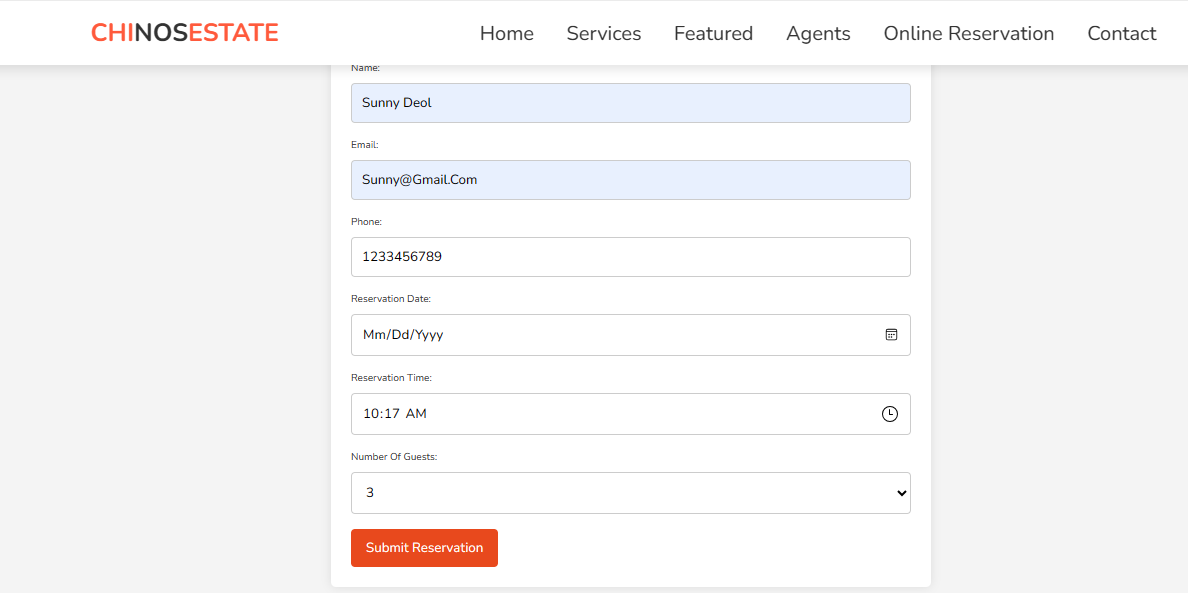 CHINOSESTATE Home Services Featured Agents Online Reservation Contact
Name:
Sunny Deol
Email:
Sunny@Gmail.Com
Phone:
1233456789
Reservation Date:
Mm/Dd/Yyyy
Reservation Time:
10:17 AM
Number Of Guests:
3
Submit Reservation